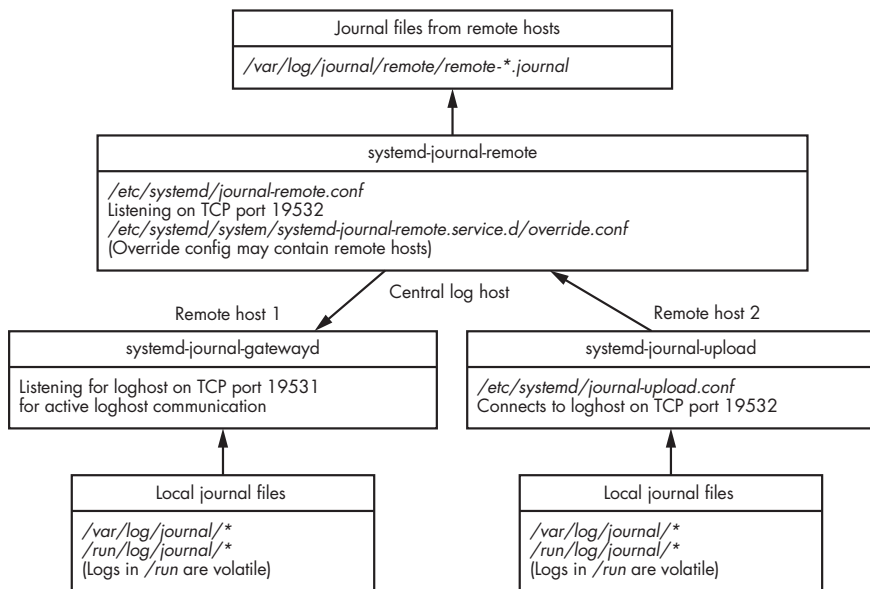 Journal files from remote hosts
/var/log/journal/remote/remote-*.journal
systemd-journal-remote
/etc/systemd/journal-remote.conf
Listening on TCP port 19532
/etc/systemd/system/systemd-journal-remote.service.d/override.conf
(Override config may contain remote hosts)
Central log host
Remote host 1
systemd-journal-gatewayd
Listening for loghost on TCP port 19531
for active loghost communication
Remote host 2
systemd-journal-upload
/etc/systemd/journal-upload.conf
Connects to loghost on TCP port 19532
Local journal files
/var/log/journal/*
/run/log/journal/*
(Logs in /run are volatile)
Local journal files
/var/log/journal/*
/run/log/journal/*
(Logs in /run are volatile)